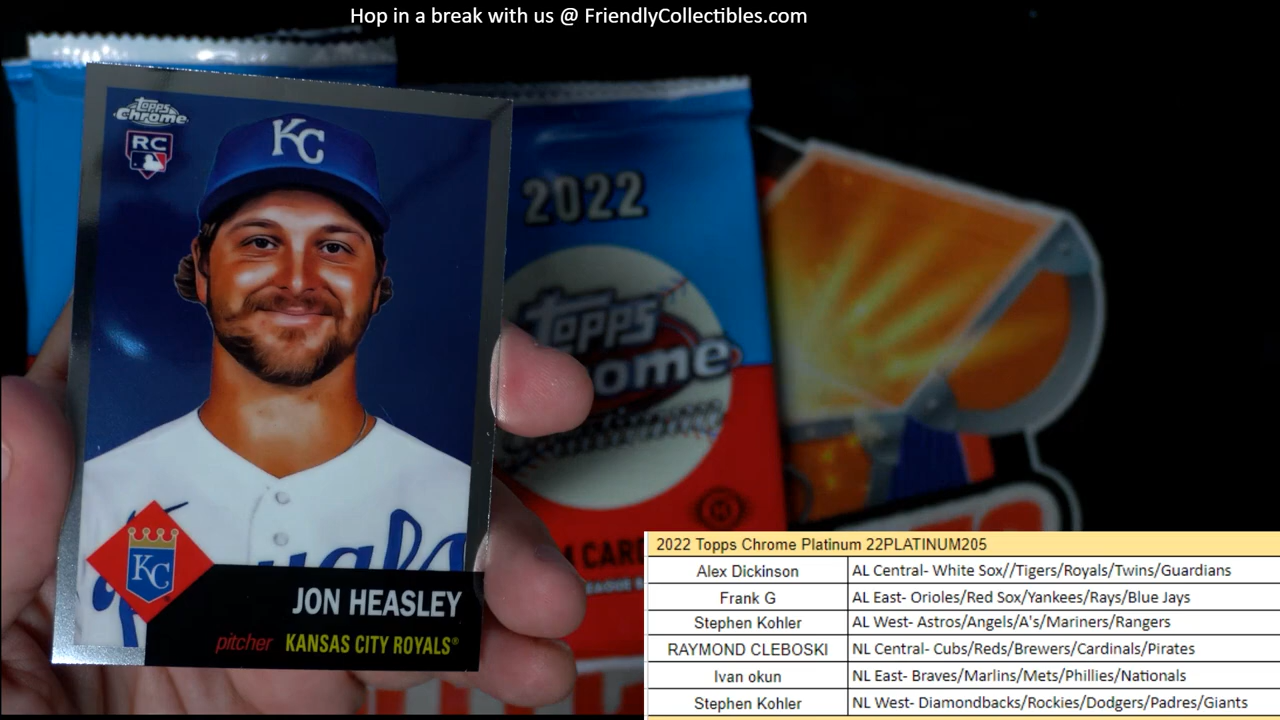 Hop in a break with us @ FriendlyCollectibles.com
Topps
Chrome
RC
KC
2022
Topps
Chrome
KC
JON HEASLEY
pitcher KANSAS CITY ROYALS®
CARD
2022 Topps Chrome Platinum 22PLATINUM205
Alex Dickinson AL Central- White Sox//Tigers/Royals/Twins/Guardians
Frank G AL East- Orioles/Red Sox/Yankees/Rays/Blue Jays
Stephen Kohler AL West- Astros/Angels/A's/Mariners/Rangers
RAYMOND CLEBOSKI NL Central- Cubs/Reds/Brewers/Cardinals/Pirates
Ivan okun NL East- Braves/Marlins/Mets/Phillies/Nationals
Stephen Kohler NL West- Diamondbacks/Rockies/Dodgers/Padres/Giants